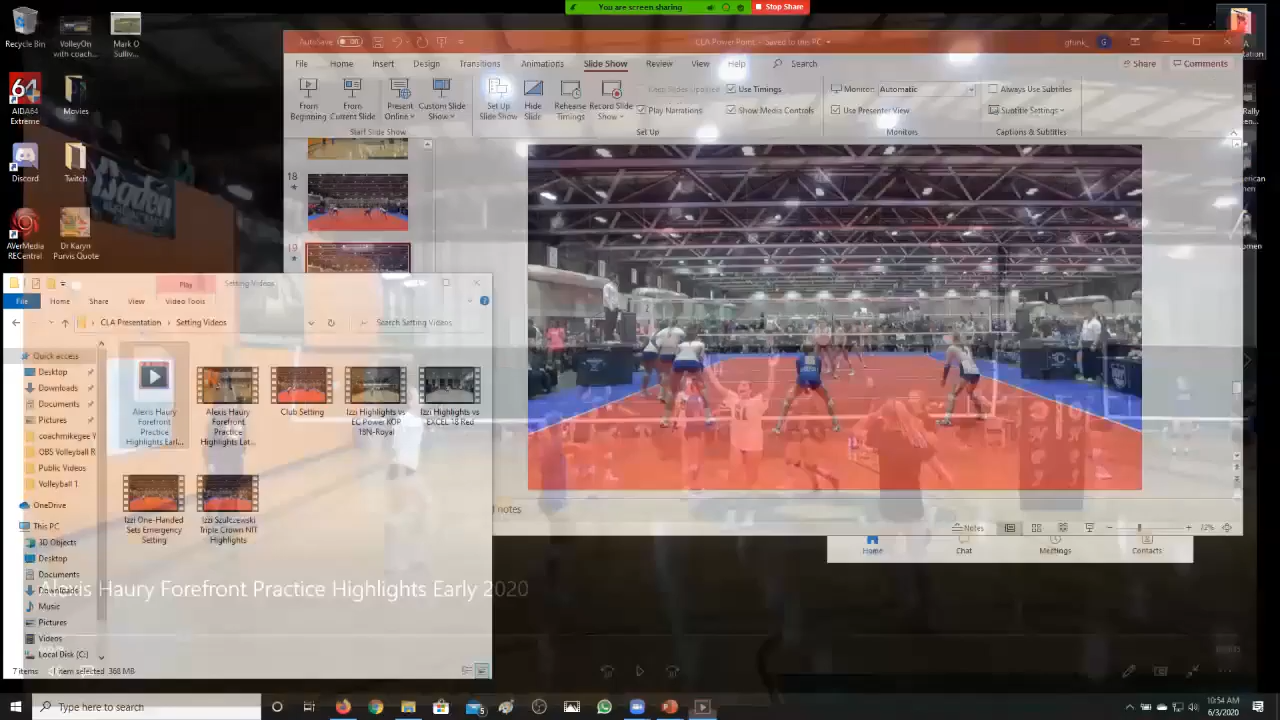 You are screen sharing
Stop Share
Recycle Bin
VolleyOn
with coach...
Mark O
Sulliv...
AIDA64
Extreme
Movies
Discord
Twitch
AVerMedia
RECentral
Dr Karyn
Purvis Quote
Baden
AutoSave
Off
CLA Power Point - Saved to this PC
gfunk_
G
File
Home
Insert
Design
Transitions
Animations
Slide Show
Review
View
Help
Search
Share
Comments
From
Beginning
From
Current Slide
Present
Online
Custom Slide
Show
Set Up
Slide Show
Hide
Slide
Rehearse
Timings
Record Slide
Show
Keep Slides Updated
Play Narrations
Use Timings
Show Media Controls
Monitor:
Automatic
Use Presenter View
Always Use Subtitles
Subtitle Settings
Start Slide Show
Set Up
Monitors
Captions & Subtitles
18
19
notes
Notes
72%
Home
Chat
Meetings
Contacts
Play
Setting Videos
File
Home
Share
View
Video Tools
CLA Presentation
Setting Videos
Search Setting Videos
Quick access
Desktop
Downloads
Documents
Pictures
coachmikegee Y
OBS Volleyball R
Public Videos
Volleyball 1
OneDrive
This PC
3D Objects
Desktop
Documents
Downloads
Music
Pictures
Videos
Local Disk (C:)
Alexis Haury
Forefront
Practice
Highlights Earl...
Alexis Haury
Forefront
Practice
Highlights Lat...
Club Setting
Izzi Highlights vs
EC Power KOP
18N-Royal
Izzi Highlights vs
EXCEL 18 Red
Izzi One-Handed
Sets Emergency
Setting
Izzi Szulczewski
Triple Crown NIT
Highlights
7 items
1 item selected 368 MB
Alexis Haury Forefront Practice Highlights Early 2020
Type here to search
10:54 AM
6/3/2020